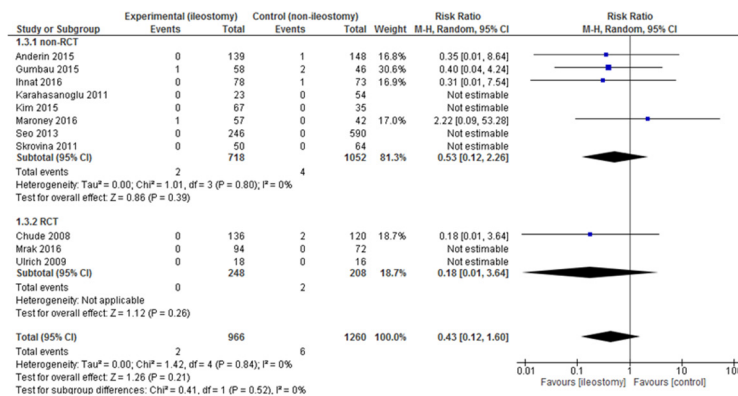 Experimental (ileostomy) Control (non-ileostomy) Risk Ratio Risk Ratio
Study or Subgroup Events Total Events Total Weight M-H, Random, 95% CI M-H, Random, 95% CI
1.3.1 non-RCT
Anderin 2015 0 139 1 148 16.8% 0.35 [0.01, 8.64]
Gumbau 2015 1 58 2 46 30.6% 0.40 [0.04, 4.24]
Ihnat 2016 0 78 1 73 16.9% 0.31 [0.01, 7.54]
Karahasanoglu 2011 0 23 0 54 Not estimable
Kim 2015 0 67 0 35 Not estimable
Maroney 2016 1 57 0 42 17.0% 2.22 [0.09, 53.28]
Seo 2013 0 246 0 590 Not estimable
Skrovina 2011 0 50 0 64 Not estimable
Subtotal (95% CI) 718 1052 81.3% 0.53 [0.12, 2.26]
Total events 2 4
Heterogeneity: Tau² = 0.00; Chi² = 1.01, df = 3 (P = 0.80); I² = 0%
Test for overall effect: Z = 0.86 (P = 0.39)
1.3.2 RCT
Chude 2008 0 136 2 120 18.7% 0.18 [0.01, 3.64]
Mrak 2016 0 94 0 72 Not estimable
Ulrich 2009 0 18 0 16 Not estimable
Subtotal (95% CI) 248 208 18.7% 0.18 [0.01, 3.64]
Total events 0 2
Heterogeneity: Not applicable
Test for overall effect: Z = 1.12 (P = 0.26)
Total (95% CI) 966 1260 100.0% 0.43 [0.12, 1.60]
Total events 2 6
Heterogeneity: Tau² = 0.00; Chi² = 1.42, df = 4 (P = 0.84); I² = 0%
Test for overall effect: Z = 1.26 (P = 0.21)
Test for subgroup differences: Chi² = 0.41, df = 1 (P = 0.52), I² = 0%
0.01 0.1 1 10 100
Favours [ileostomy] Favours [control]